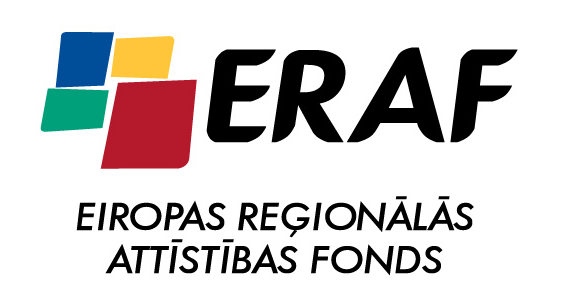 ERAF
EIROPAS REĢIONĀLĀS
ATTĪSTĪBAS FONDS